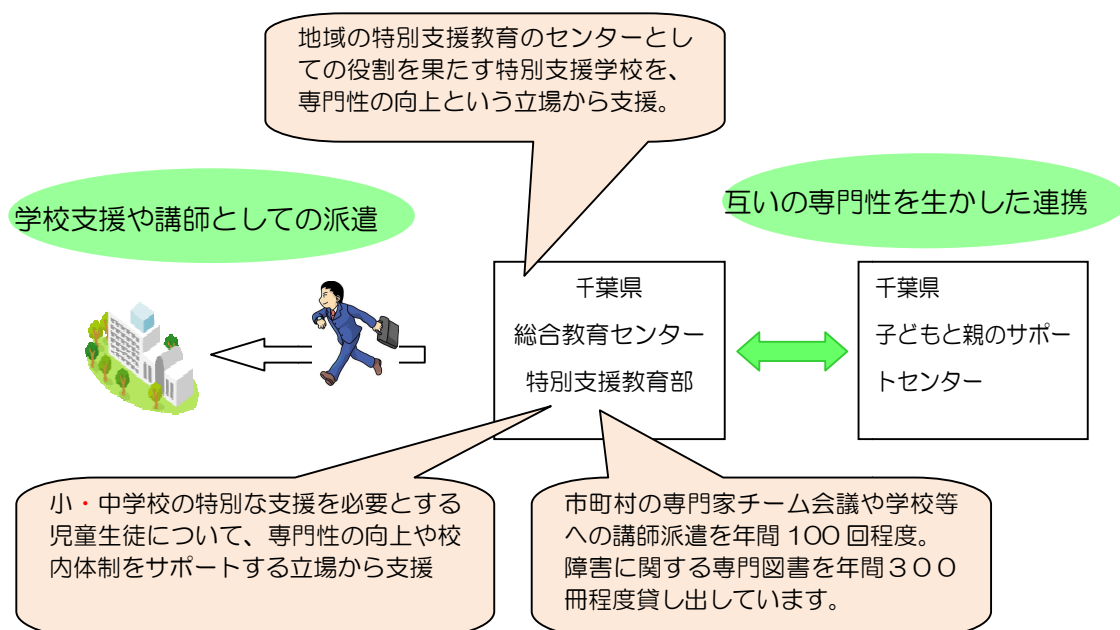 地域の特別支援教育のセンターとし
ての役割を果たす特別支援学校を、
専門性の向上という立場から支援。
学校支援や講師としての派遣
互いの専門性を生かした連携
千葉県
総合教育センター
特別支援教育部
千葉県
子どもと親のサポー
トセンター
小・中学校の特別な支援を必要とする
児童生徒について、専門性の向上や校
内体制をサポートする立場から支援
市町村の専門家チーム会議や学校等
への講師派遣を年間 100 回程度。
障害に関する専門図書を年間３００
冊程度貸し出しています。